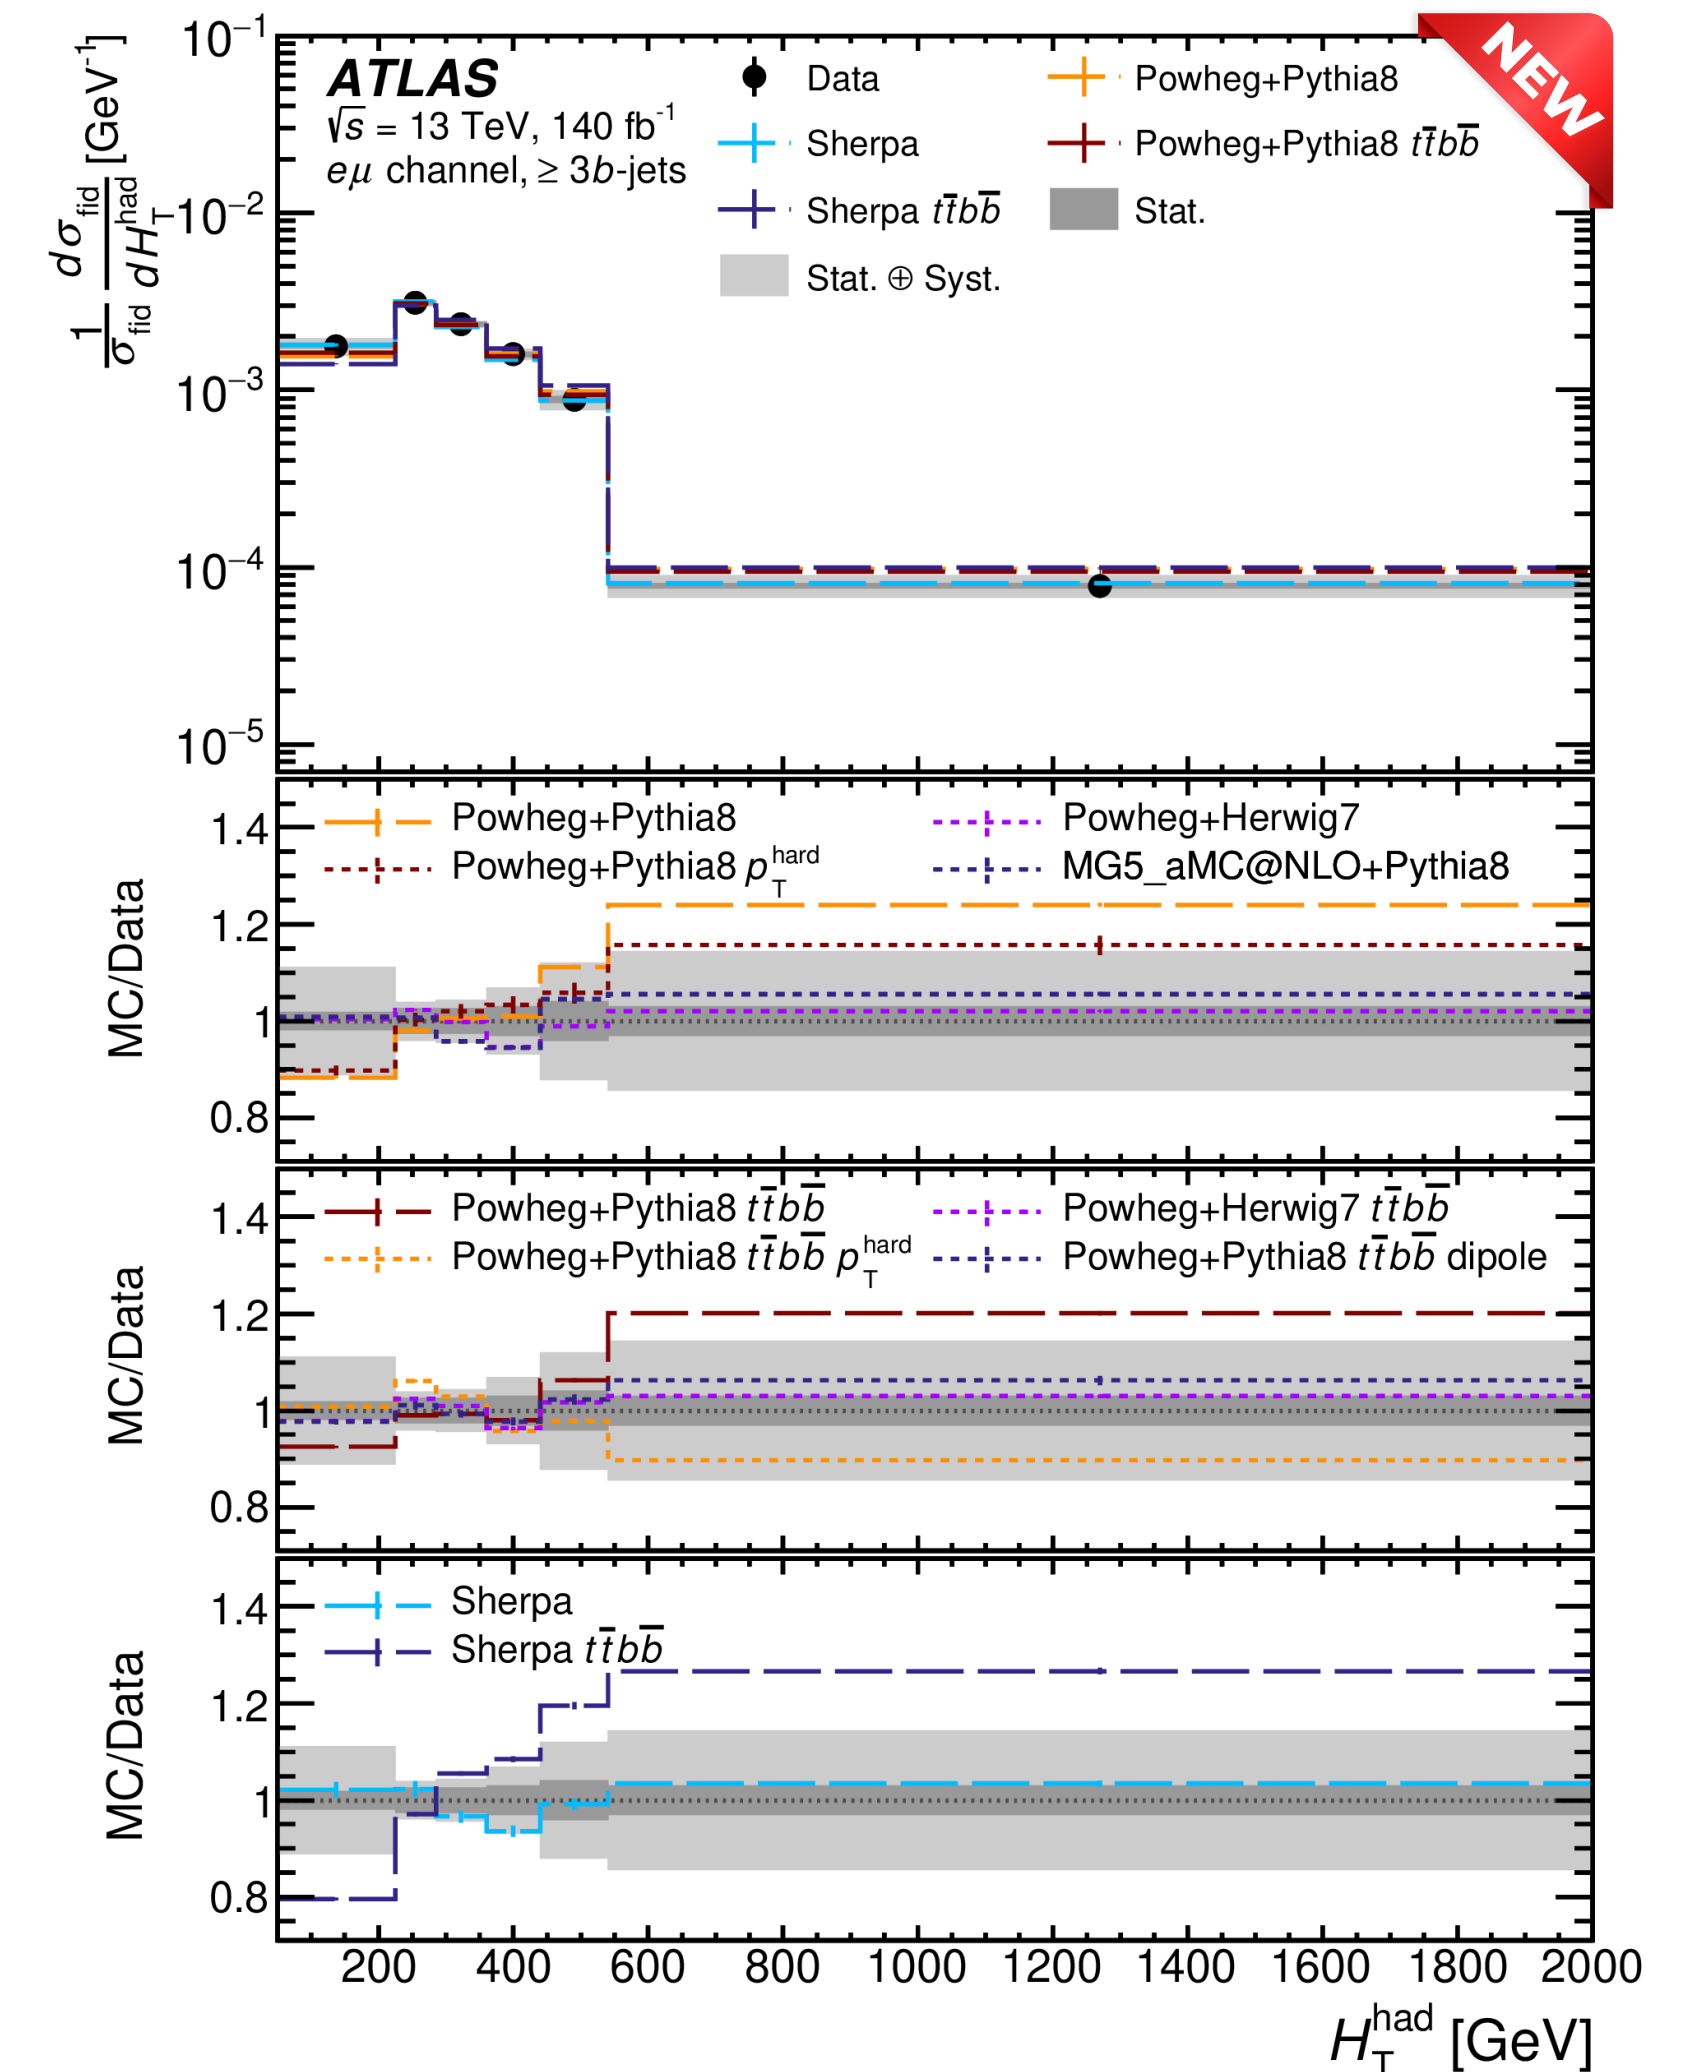 NEW
ATLAS
√s = 13 TeV, 140 fb⁻¹
eμ channel, ≥ 3b-jets
Data
Powheg+Pythia8
Sherpa
Powheg+Pythia8 tt̅bb̅
Sherpa tt̅bb̅
Stat.
Stat. ⊕ Syst.
1/σ_fid dσ_fid/dH_T^had [GeV⁻¹]
10⁻¹
10⁻²
10⁻³
10⁻⁴
10⁻⁵
MC/Data
Powheg+Pythia8
Powheg+Herwig7
Powheg+Pythia8 p_T^hard
MG5_aMC@NLO+Pythia8
1.4
1.2
1
0.8
MC/Data
Powheg+Pythia8 tt̅bb̅
Powheg+Herwig7 tt̅bb̅
Powheg+Pythia8 tt̅bb̅ p_T^hard
Powheg+Pythia8 tt̅bb̅ dipole
1.4
1.2
1
0.8
MC/Data
Sherpa
Sherpa tt̅bb̅
1.4
1.2
1
0.8
200 400 600 800 1000 1200 1400 1600 1800 2000
H_T^had [GeV]